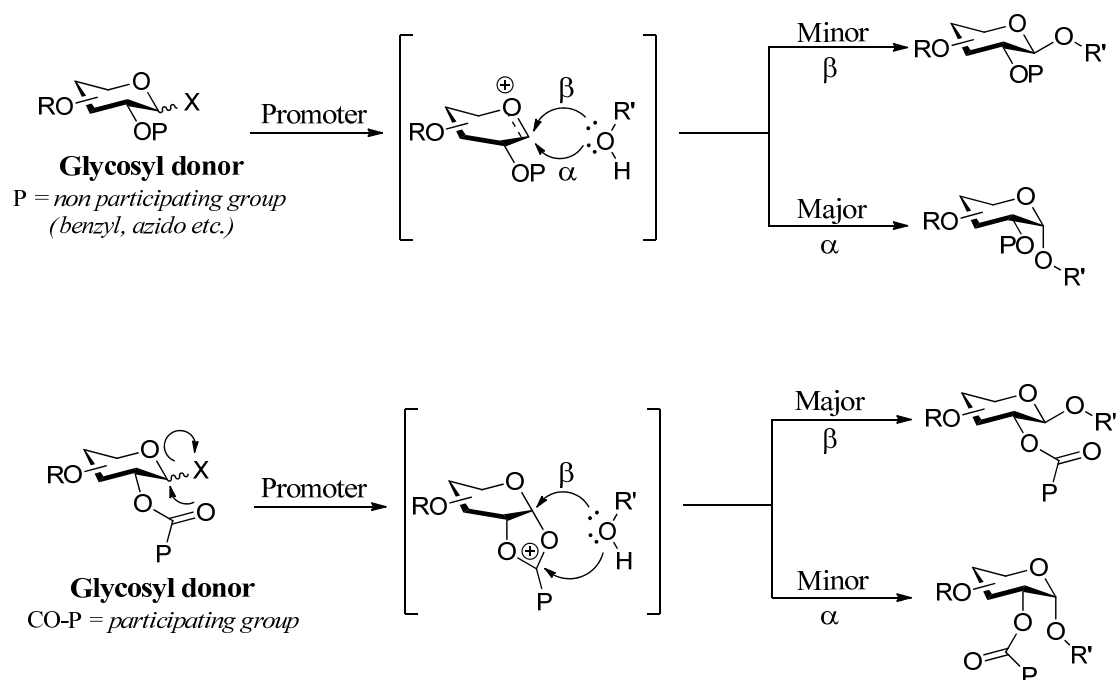 Minor
β
O
O
R'
RO
OP
O
X
RO
OP
Promoter
⊕
O
β
R'
RO
O
H
OP
α
Glycosyl donor
P = non participating group
(benzyl, azido etc.)
Major
α
O
RO
PO
O
R'
O
X
RO
O
O
P
Promoter
O
β
R'
RO
O
H
O
⊕
O
P
Major
β
O
O
R'
RO
O
O
P
Glycosyl donor
CO-P = participating group
Minor
α
O
RO
O
O
R'
O
P